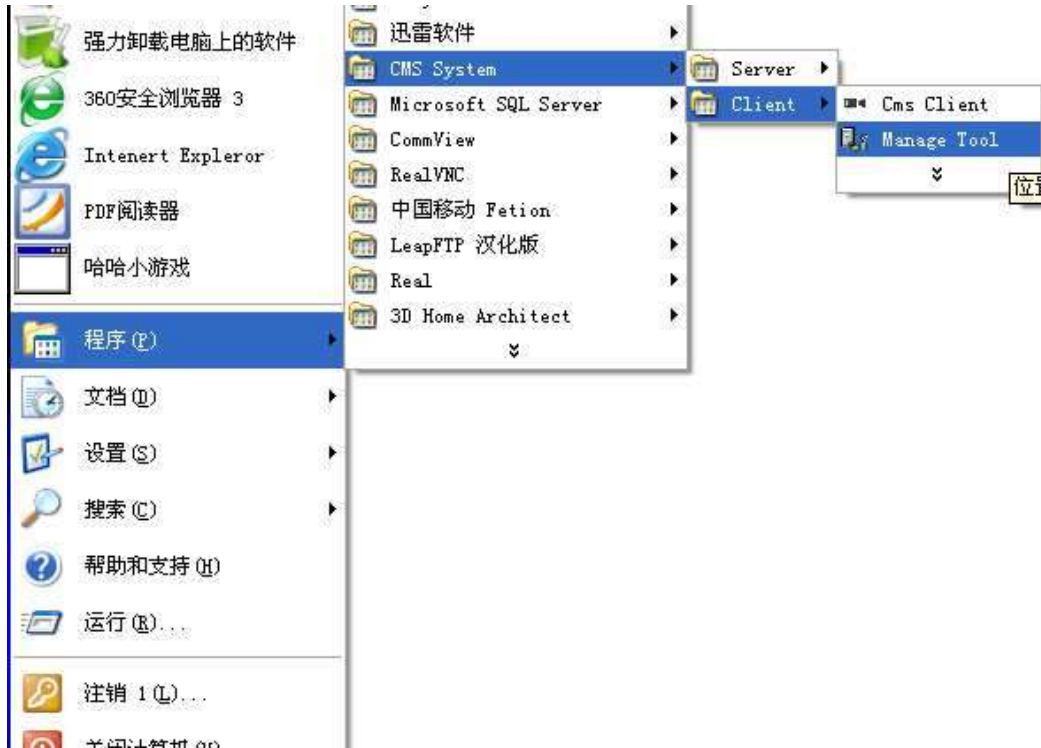 强力卸载电脑上的软件
360安全浏览器 3
Intenert Expleror
PDF阅读器
哈哈小游戏
程序(P)
文档(D)
设置(S)
搜索(C)
帮助和支持(H)
运行(R)...
注销 1(L)...
迅雷软件
CMS System
Microsoft SQL Server
CommView
RealVNC
中国移动 Fetion
LeapFTP 汉化版
Real
3D Home Architect
Server
Client
Cms Client
Manage Tool